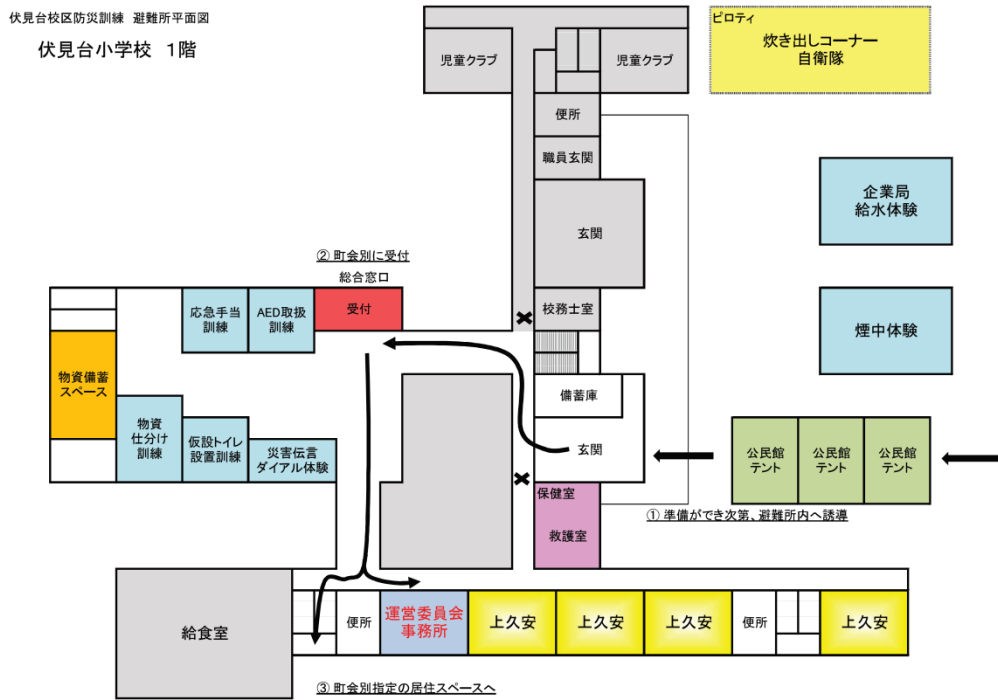 伏見台校区防災訓練 避難所平面図
伏見台小学校 1階
ピロティ
炊き出しコーナー
自衛隊
児童クラブ
児童クラブ
便所
職員玄関
企業局
給水体験
玄関
② 町会別に受付
総合窓口
応急手当
訓練
AED取扱
訓練
受付
校務士室
煙中体験
物資備蓄
スペース
備蓄庫
物資
仕分け
訓練
仮設トイレ
設置訓練
災害伝言
ダイアル体験
玄関
公民館
テント
公民館
テント
公民館
テント
保健室
救護室
① 準備ができ次第、避難所内へ誘導
給食室
便所
運営委員会
事務所
上久安
上久安
上久安
便所
上久安
③ 町会別指定の居住スペースへ